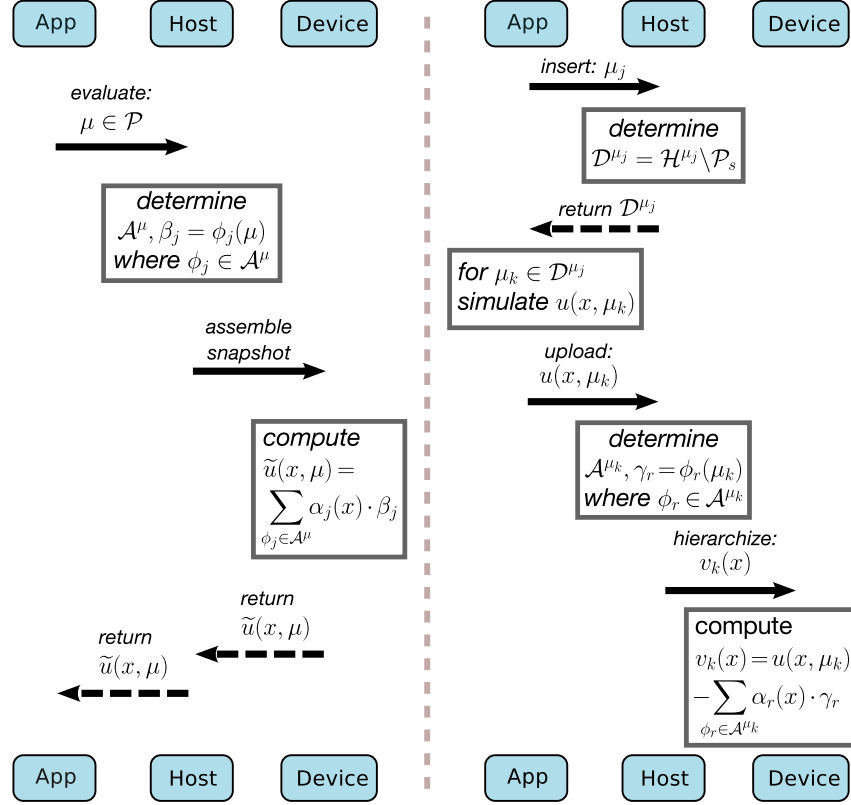 App Host Device
evaluate:
μ ∈ 𝒫
determine
𝒜^μ, β_j = φ_j(μ)
where φ_j ∈ 𝒜^μ
assemble
snapshot
compute
ũ(x, μ) =
∑ α_j(x) · β_j
φ_j∈𝒜^μ
return
ũ(x, μ)
return
ũ(x, μ)
App Host Device
App Host Device
insert: μ_j
determine
𝒟^{μ_j} = ℋ^{μ_j}\𝒫_s
return 𝒟^{μ_j}
for μ_k ∈ 𝒟^{μ_j}
simulate u(x, μ_k)
upload:
u(x, μ_k)
determine
𝒜^{μ_k}, γ_r = φ_r(μ_k)
where φ_r ∈ 𝒜^{μ_k}
hierarchize:
v_k(x)
compute
v_k(x) = u(x, μ_k)
−∑ α_r(x) · γ_r
φ_r∈𝒜^{μ_k}
App Host Device